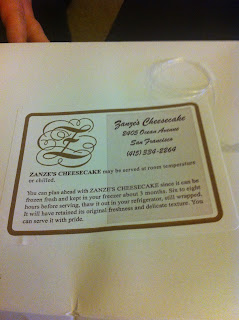 Z
Zanze's Cheesecake
2405 Ocean Avenue
San Francisco
(415) 334-2264
ZANZE'S CHEESECAKE may be served at room temperature
or chilled.
You can plan ahead with ZANZE'S CHEESECAKE since it can be
frozen fresh and kept in your freezer about 3 months. Six to eight
hours before serving, thaw it out in your refrigerator, still wrapped.
It will have retained its original freshness and delicate texture. You
can serve it with pride.